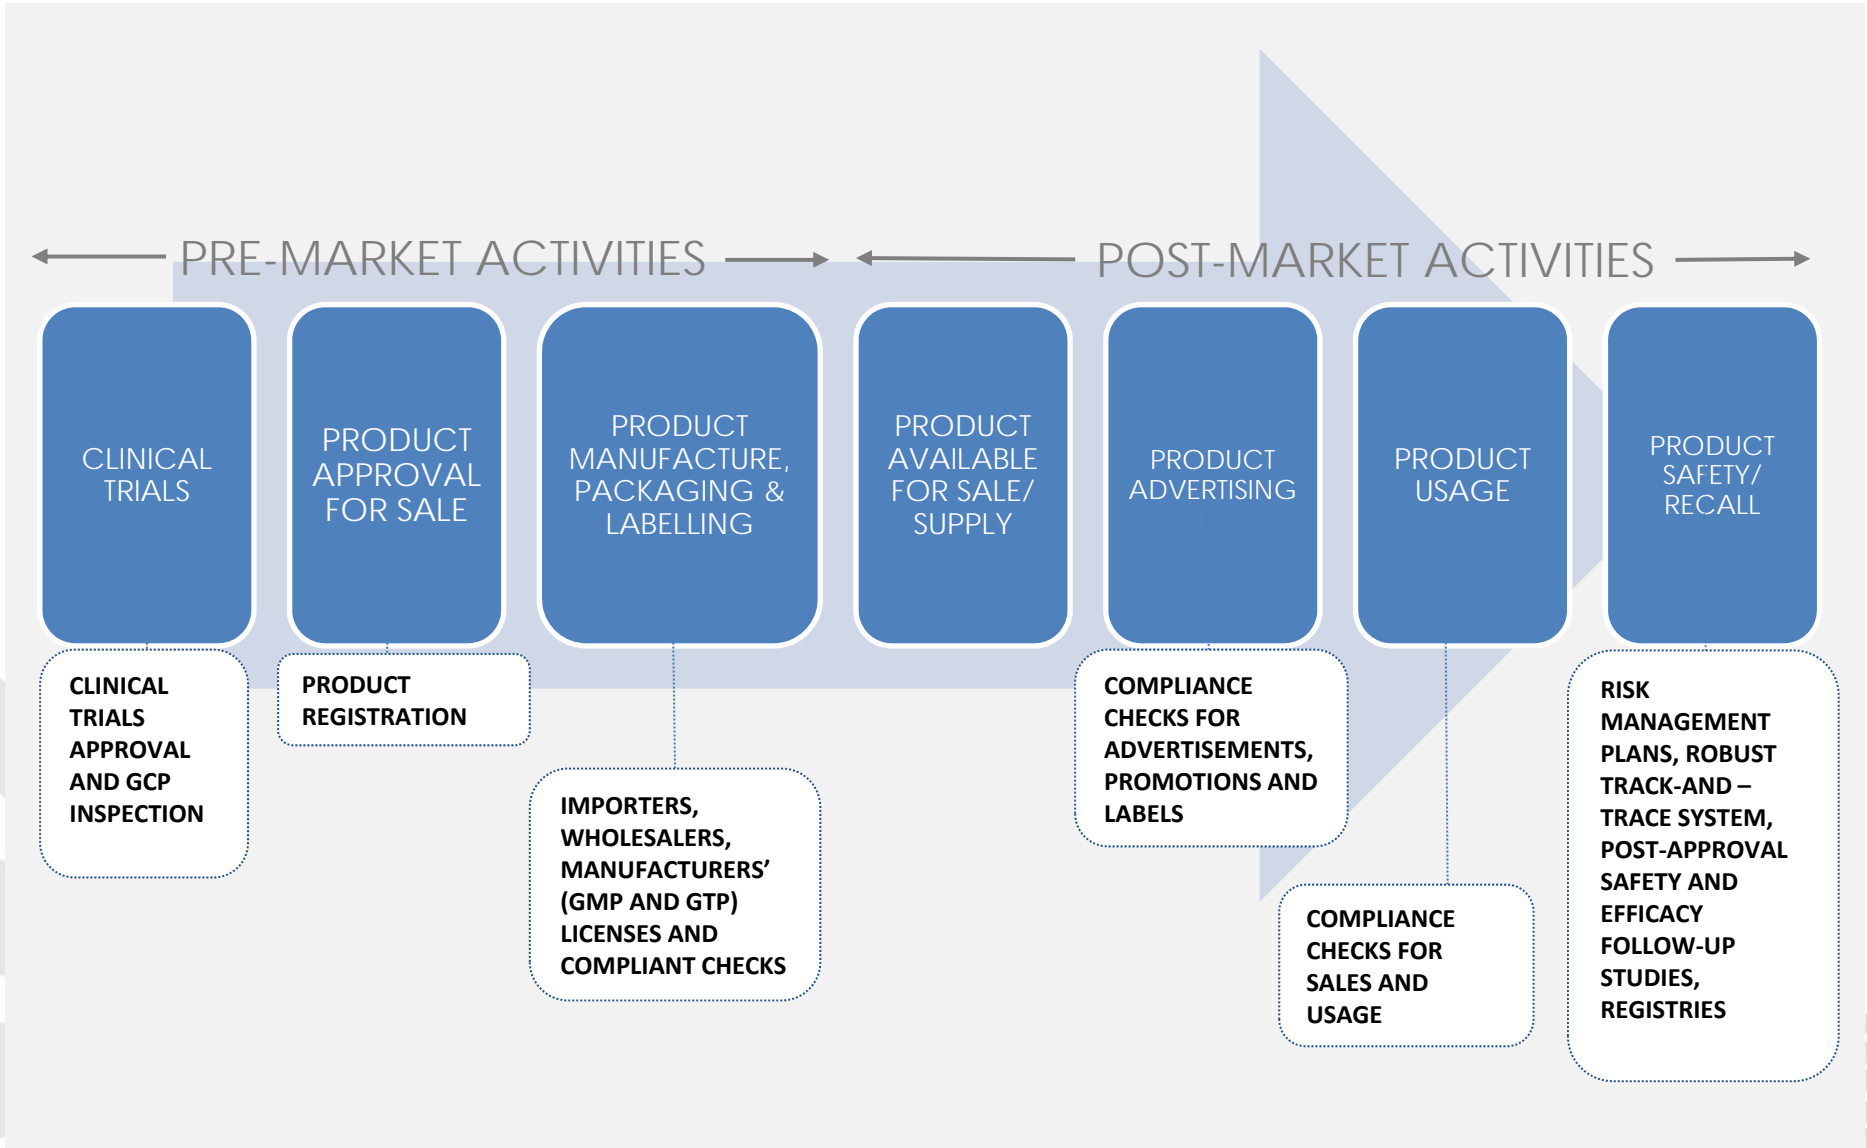 PRE-MARKET ACTIVITIES
POST-MARKET ACTIVITIES
CLINICAL
TRIALS
PRODUCT
APPROVAL
FOR SALE
PRODUCT
MANUFACTURE,
PACKAGING &
LABELLING
PRODUCT
AVAILABLE
FOR SALE/
SUPPLY
PRODUCT
ADVERTISING
PRODUCT
USAGE
PRODUCT
SAFETY/
RECALL
CLINICAL
TRIALS
APPROVAL
AND GCP
INSPECTION
PRODUCT
REGISTRATION
IMPORTERS,
WHOLESALERS,
MANUFACTURERS’
(GMP AND GTP)
LICENSES AND
COMPLIANT CHECKS
COMPLIANCE
CHECKS FOR
ADVERTISEMENTS,
PROMOTIONS AND
LABELS
COMPLIANCE
CHECKS FOR
SALES AND
USAGE
RISK
MANAGEMENT
PLANS, ROBUST
TRACK-AND –
TRACE SYSTEM,
POST-APPROVAL
SAFETY AND
EFFICACY
FOLLOW-UP
STUDIES,
REGISTRIES